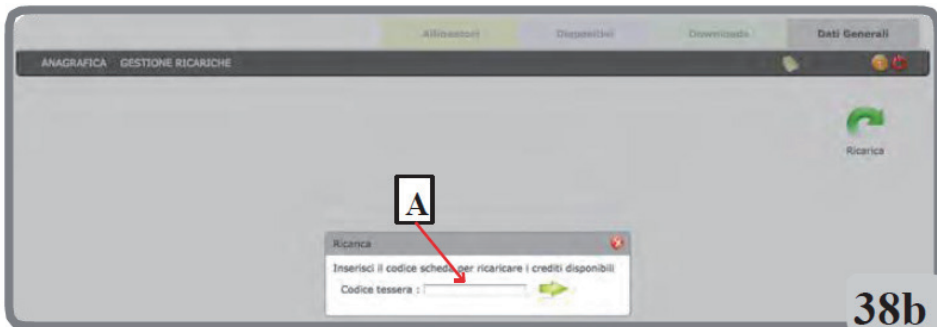 Abbinamenti Dispositivi Downloads Dati Generali
ANAGRAFICA GESTIONE RICARICHE
Ricarica
A
Ricarica
Inserisci il codice scheda per ricaricare i crediti disponibili
Codice tessera :
38b